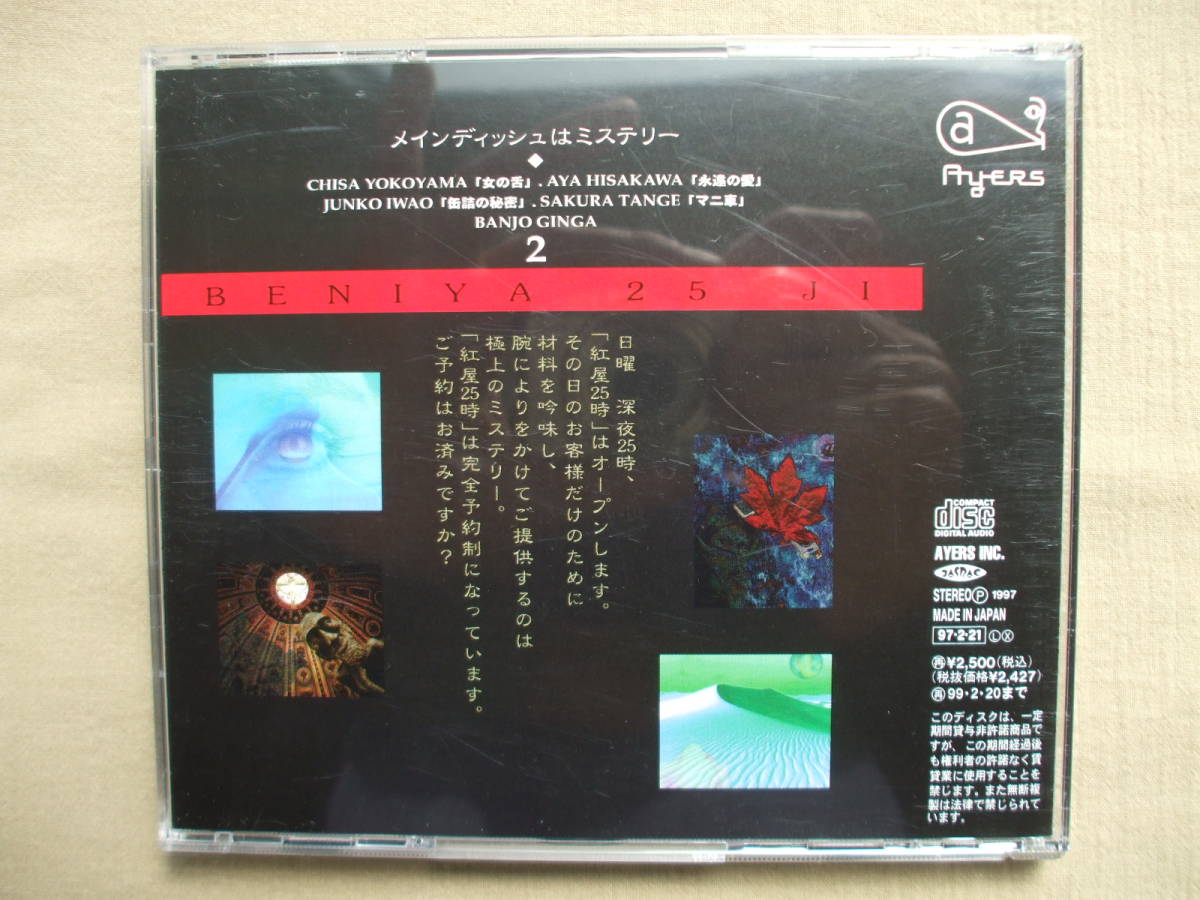 メインディッシュはミステリー
CHISA YOKOYAMA「女の舌」. AYA HISAKAWA「永遠の愛」
JUNKO IWAO「缶詰の秘密」. SAKURA TANGE「マニ車」
BANJO GINGA
2
BENIYA 25 JI
日曜 深夜25時、
「紅屋25時」はオープンします。
その日のお客様だけのために
材料を吟味し、
腕によりをかけてご提供するのは
極上のミステリー。
「紅屋25時」は完全予約制になっています。
ご予約はお済みですか?
a
AYERS
COMPACT
disc
DIGITAL AUDIO
AYERS INC.
JASRAC
STEREO Ⓟ 1997
MADE IN JAPAN
97・2・21 Ⓛ Ⓧ
㊢¥2,500(税込)
(税抜価格¥2,427)
再99・2・20まで
このディスクは、一定
期間貸与非許諾商品で
すが、この期間経過後
も権利者の許諾なく賃
貸業に使用することを
禁じます。また無断複
製は法律で禁じられて
います。